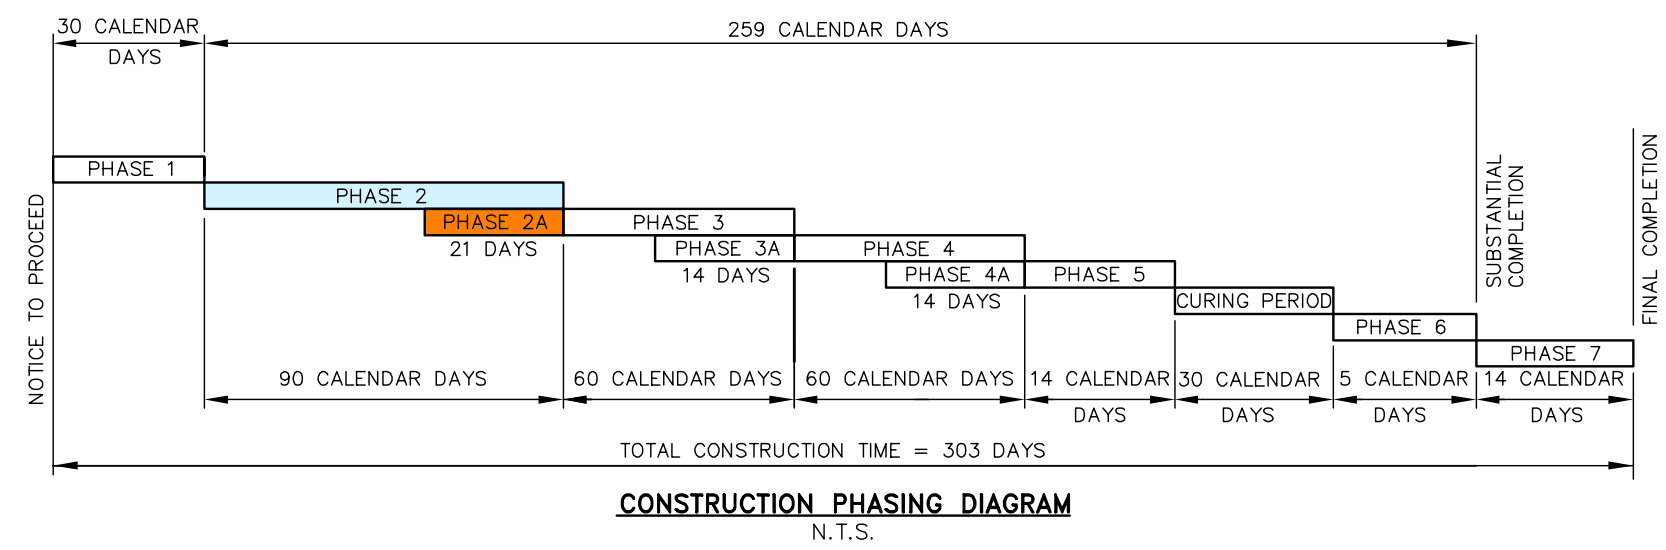 30 CALENDAR
DAYS
259 CALENDAR DAYS
PHASE 1
PHASE 2
PHASE 2A
21 DAYS
PHASE 3
PHASE 3A
14 DAYS
PHASE 4
PHASE 4A
14 DAYS
PHASE 5
CURING PERIOD
PHASE 6
PHASE 7
NOTICE TO PROCEED
SUBSTANTIAL
COMPLETION
FINAL COMPLETION
90 CALENDAR DAYS
60 CALENDAR DAYS
60 CALENDAR DAYS
14 CALENDAR
DAYS
30 CALENDAR
DAYS
5 CALENDAR
DAYS
14 CALENDAR
DAYS
TOTAL CONSTRUCTION TIME = 303 DAYS
CONSTRUCTION PHASING DIAGRAM
N.T.S.